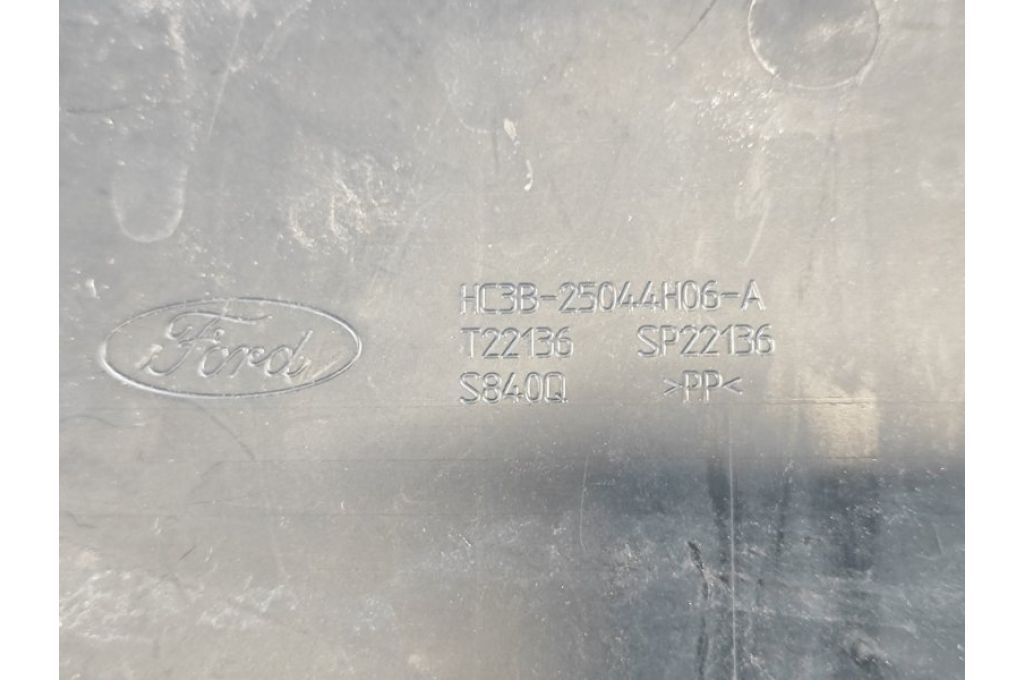 Ford
HC3B-25044H06-A
T22136 SP22136
S840Q >PP<